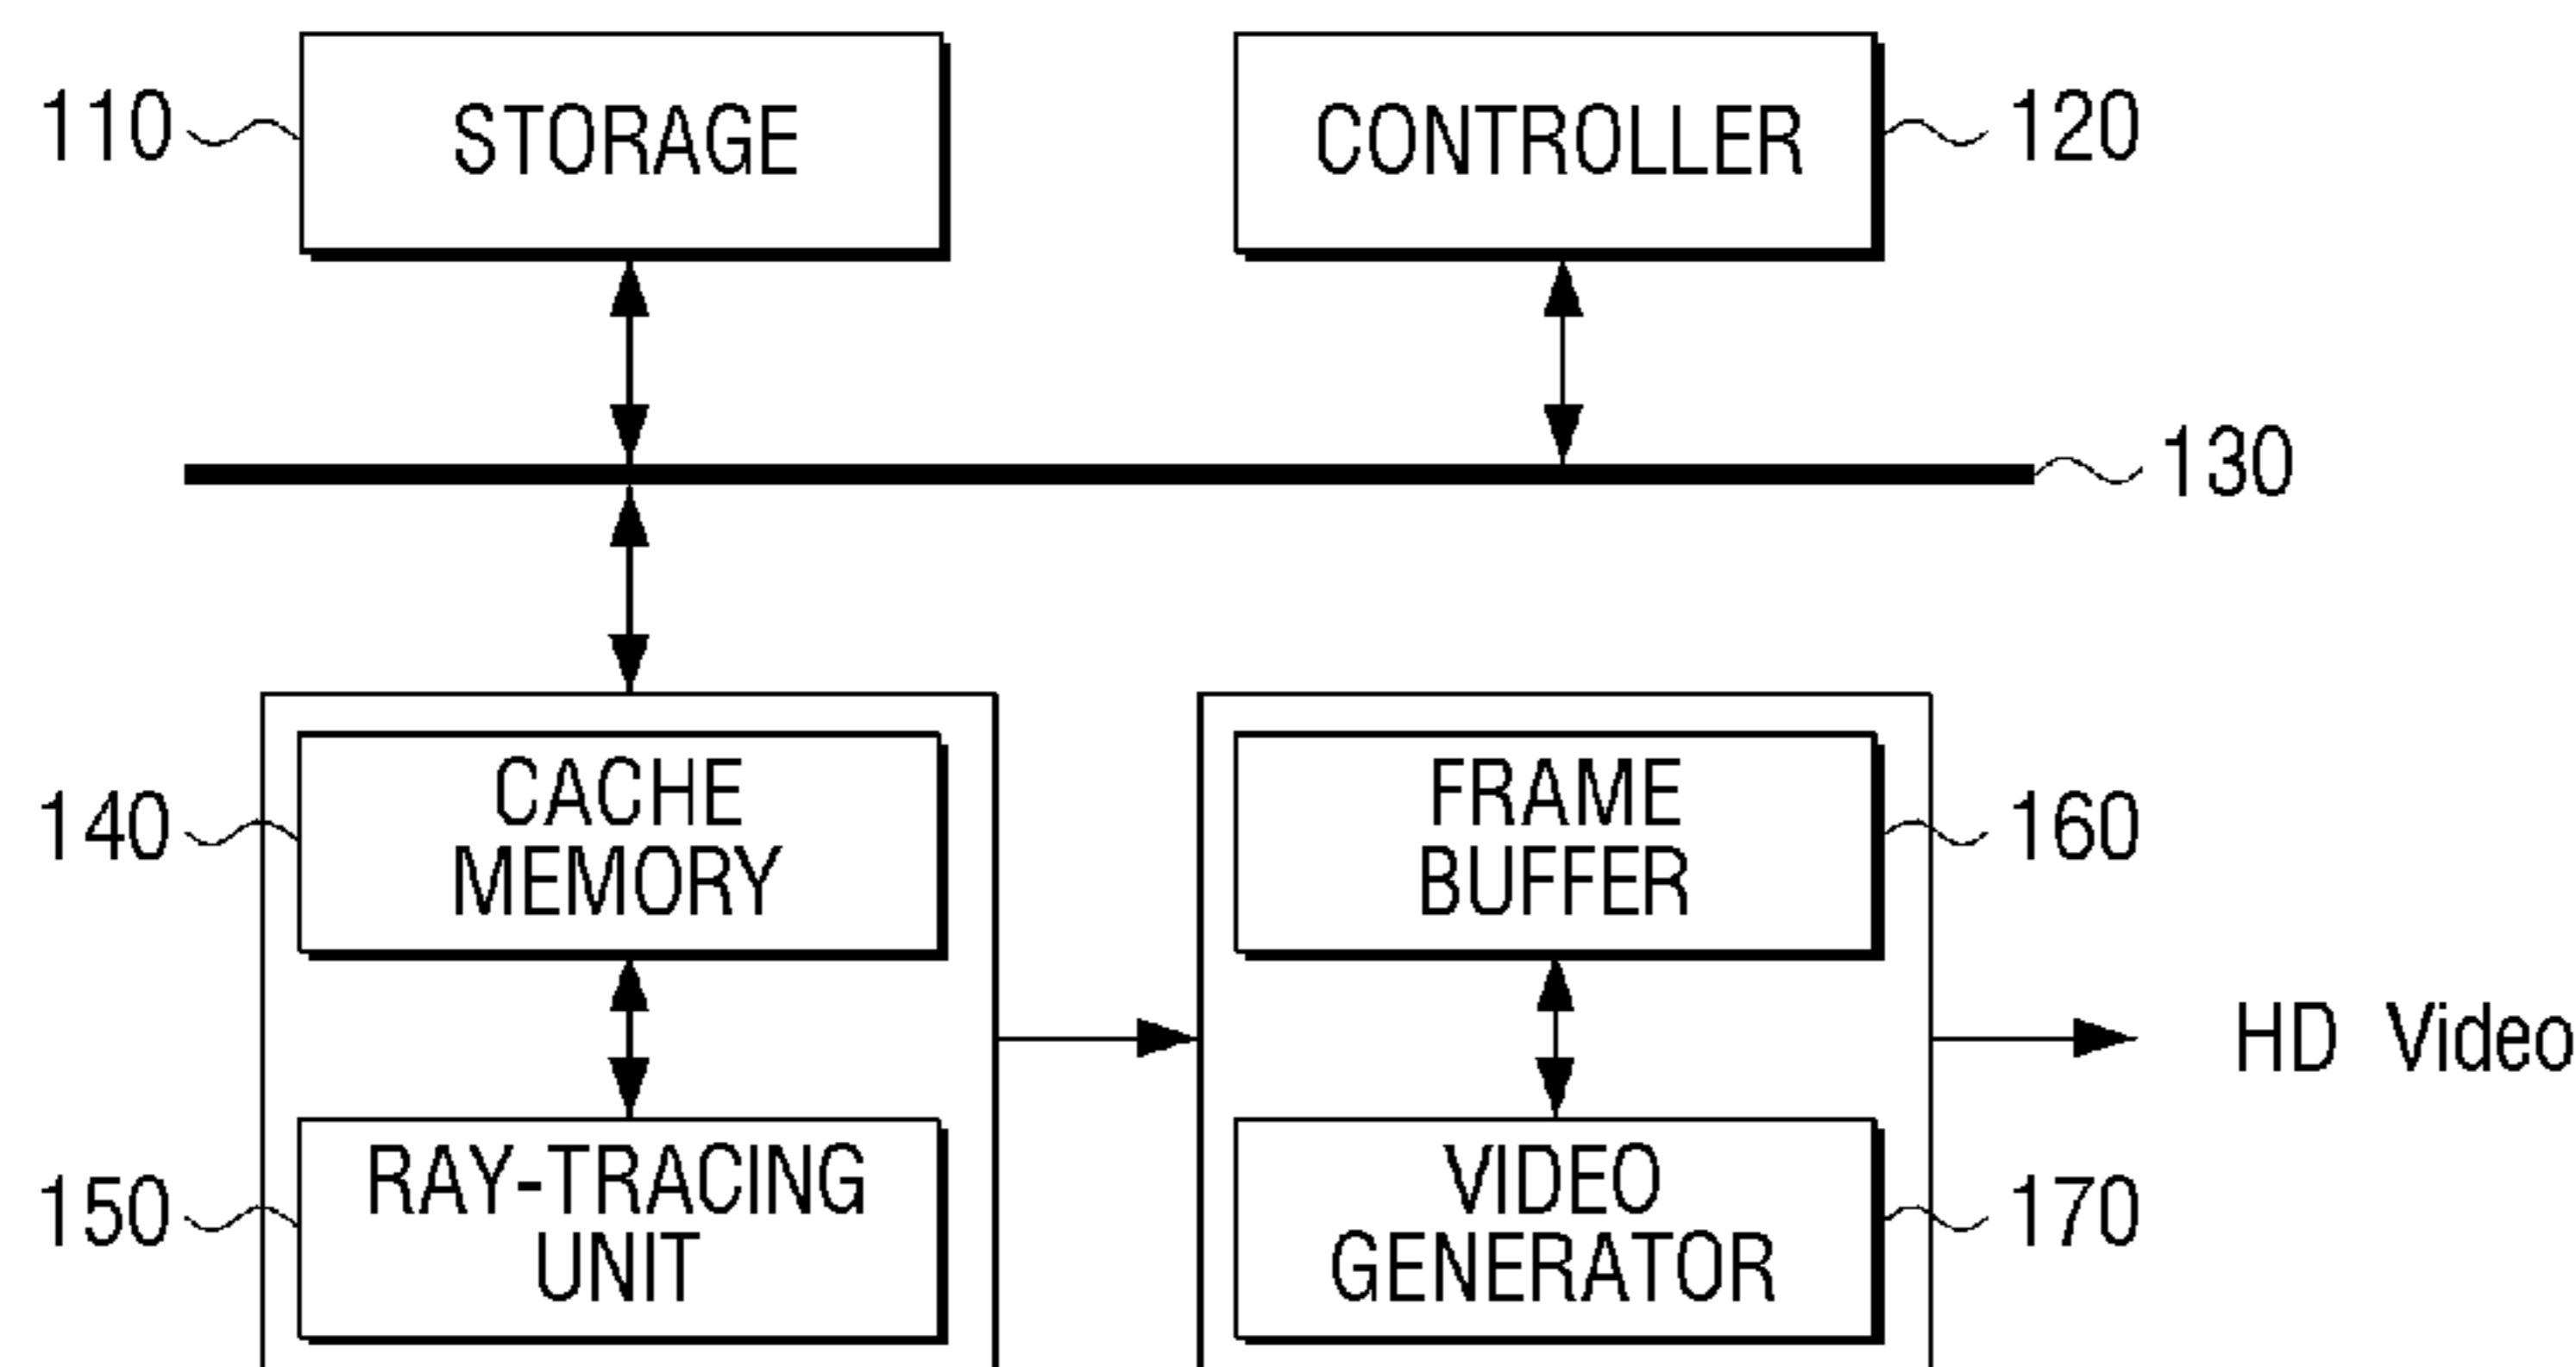 110
STORAGE
CONTROLLER
120
130
140
CACHE
MEMORY
FRAME
BUFFER
160
HD Video
150
RAY-TRACING
UNIT
VIDEO
GENERATOR
170